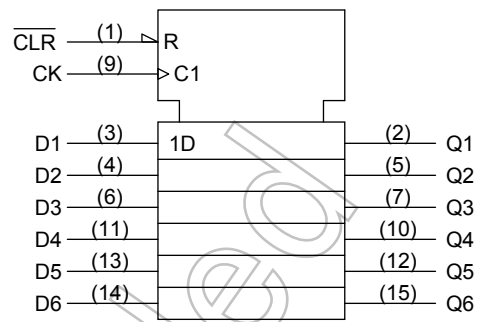 CLR (1) R
CK (9) C1
D1 (3) 1D (2) Q1
D2 (4) (5) Q2
D3 (6) (7) Q3
D4 (11) (10) Q4
D5 (13) (12) Q5
D6 (14) (15) Q6